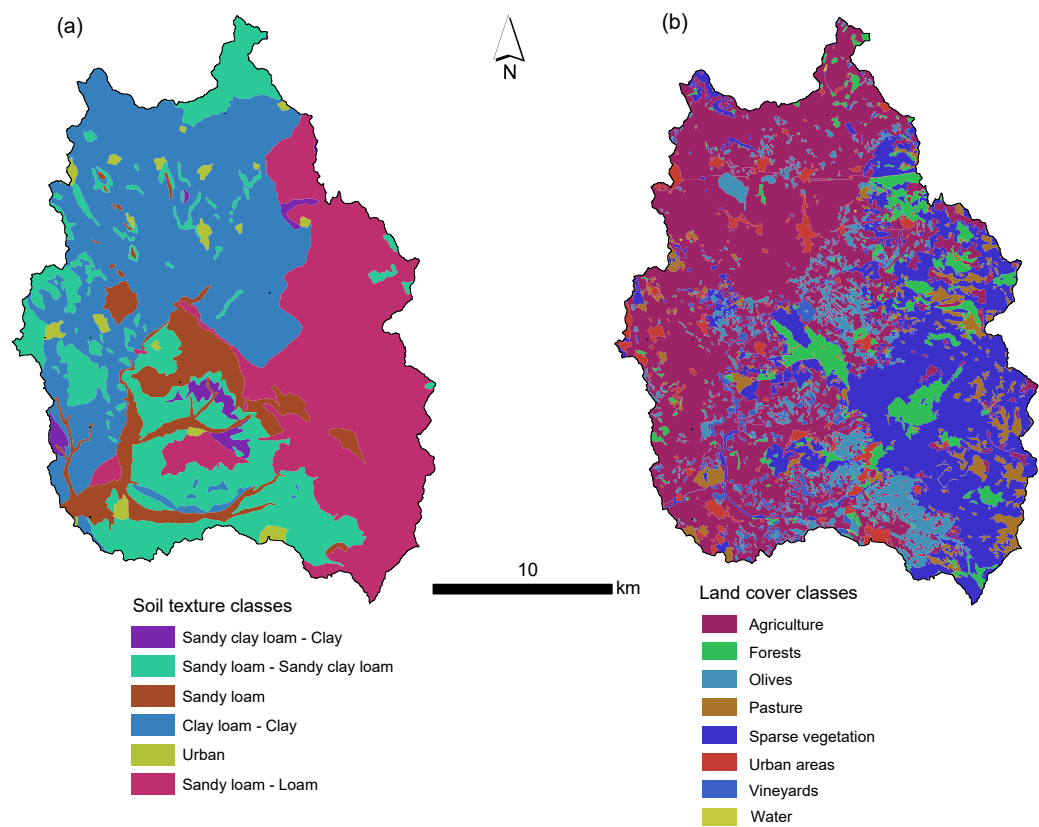 (a)
(b)
N
10
km
Soil texture classes
Sandy clay loam - Clay
Sandy loam - Sandy clay loam
Sandy loam
Clay loam - Clay
Urban
Sandy loam - Loam
Land cover classes
Agriculture
Forests
Olives
Pasture
Sparse vegetation
Urban areas
Vineyards
Water